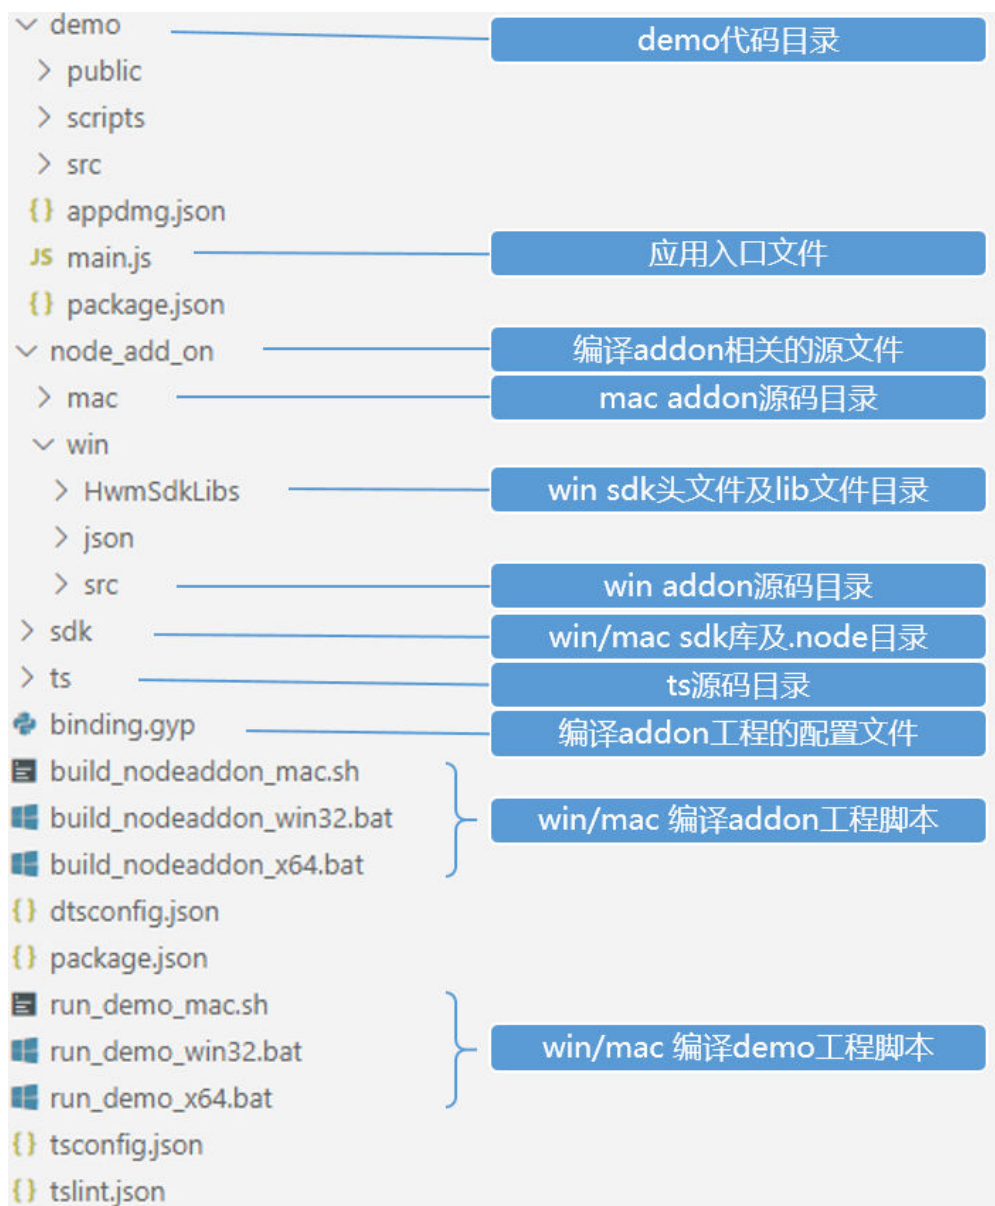 demo
demo代码目录
public
scripts
src
{} appdmg.json
JS main.js
应用入口文件
{} package.json
node_add_on
编译addon相关的源文件
mac
mac addon源码目录
win
HwmSdkLibs
win sdk头文件及lib文件目录
json
src
win addon源码目录
sdk
win/mac sdk库及.node目录
ts
ts源码目录
binding.gyp
编译addon工程的配置文件
build_nodeaddon_mac.sh
build_nodeaddon_win32.bat
win/mac 编译addon工程脚本
build_nodeaddon_x64.bat
{} dtsconfig.json
{} package.json
run_demo_mac.sh
run_demo_win32.bat
win/mac 编译demo工程脚本
run_demo_x64.bat
{} tsconfig.json
{} tslint.json